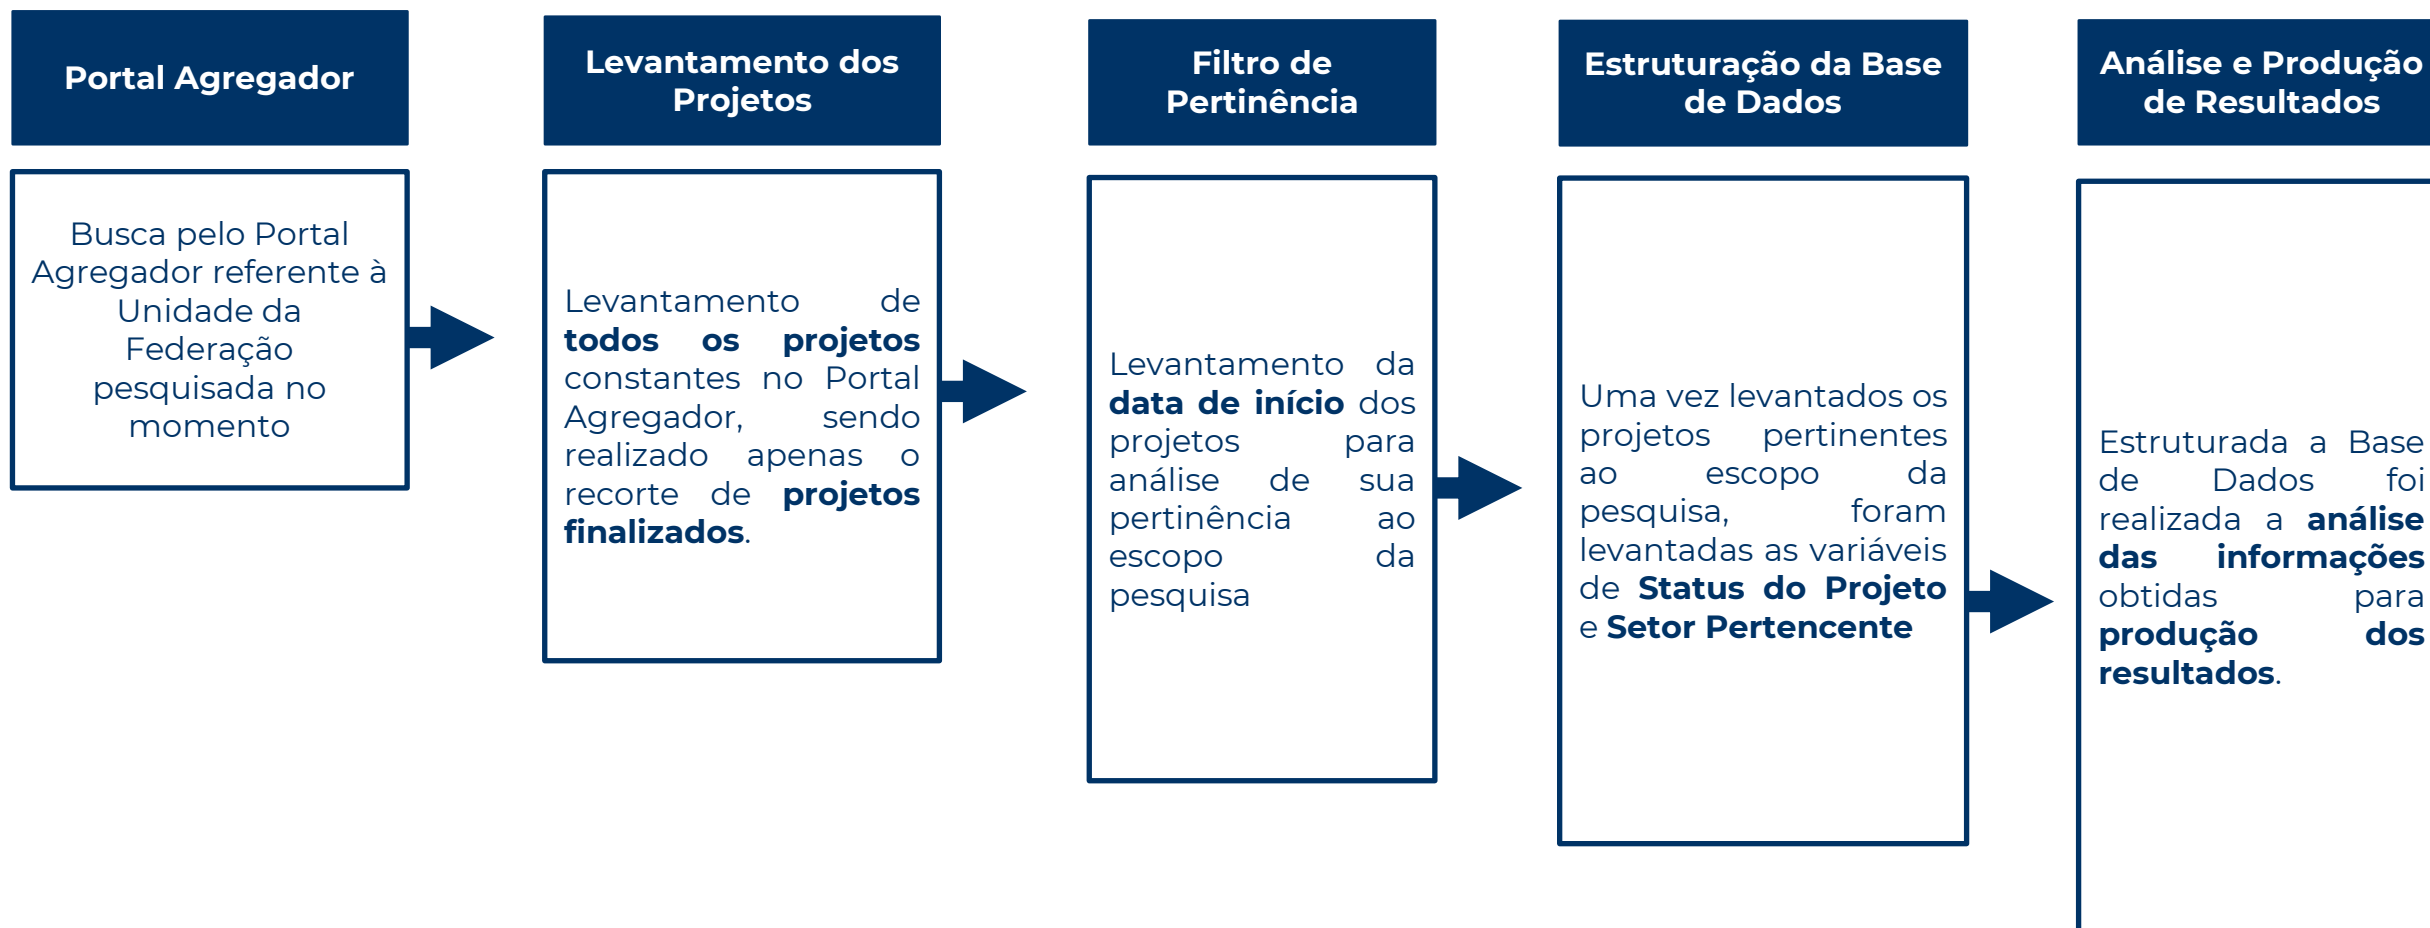 Portal Agregador
Busca pelo Portal
Agregador referente à
Unidade da
Federação
pesquisada no
momento
Levantamento dos
Projetos
Levantamento de
todos os projetos
constantes no Portal
Agregador, sendo
realizado apenas o
recorte de projetos
finalizados.
Filtro de
Pertinência
Levantamento da
data de início dos
projetos para
análise de sua
pertinência ao
escopo da
pesquisa
Estruturação da Base
de Dados
Uma vez levantados os
projetos pertinentes
ao escopo da
pesquisa, foram
levantadas as variáveis
de Status do Projeto
e Setor Pertencente
Análise e Produção
de Resultados
Estruturada a Base
de Dados foi
realizada a análise
das informações
obtidas para
produção dos
resultados.